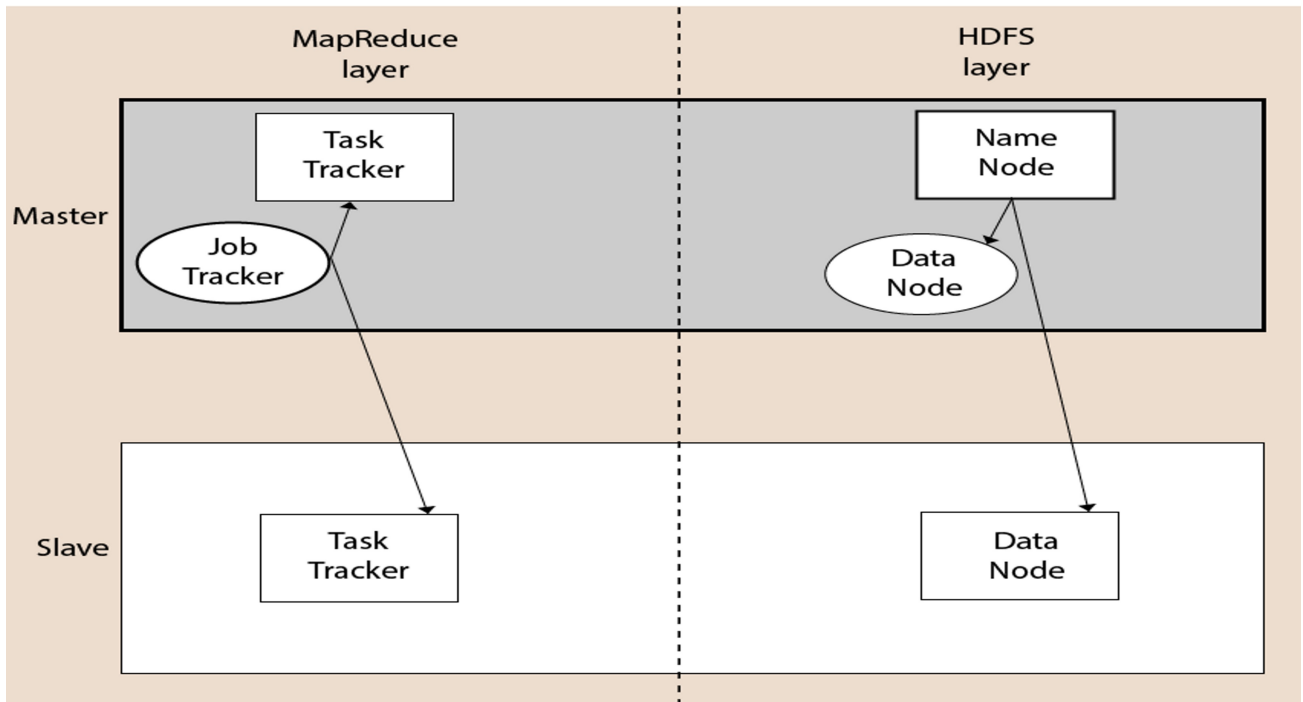 MapReduce
layer
HDFS
layer
Master
Task
Tracker
Job
Tracker
Name
Node
Data
Node
Slave
Task
Tracker
Data
Node